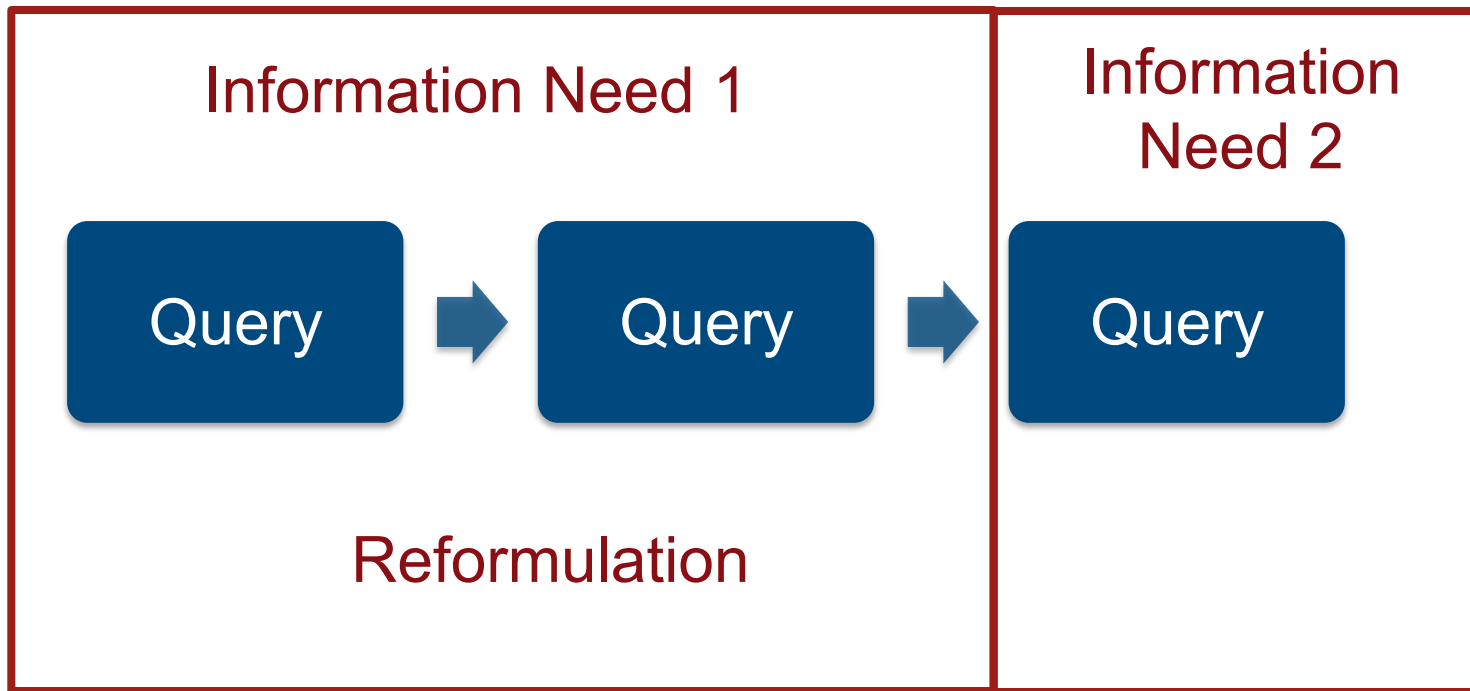 Information Need 1
Information
Need 2
Query
Query
Query
Reformulation